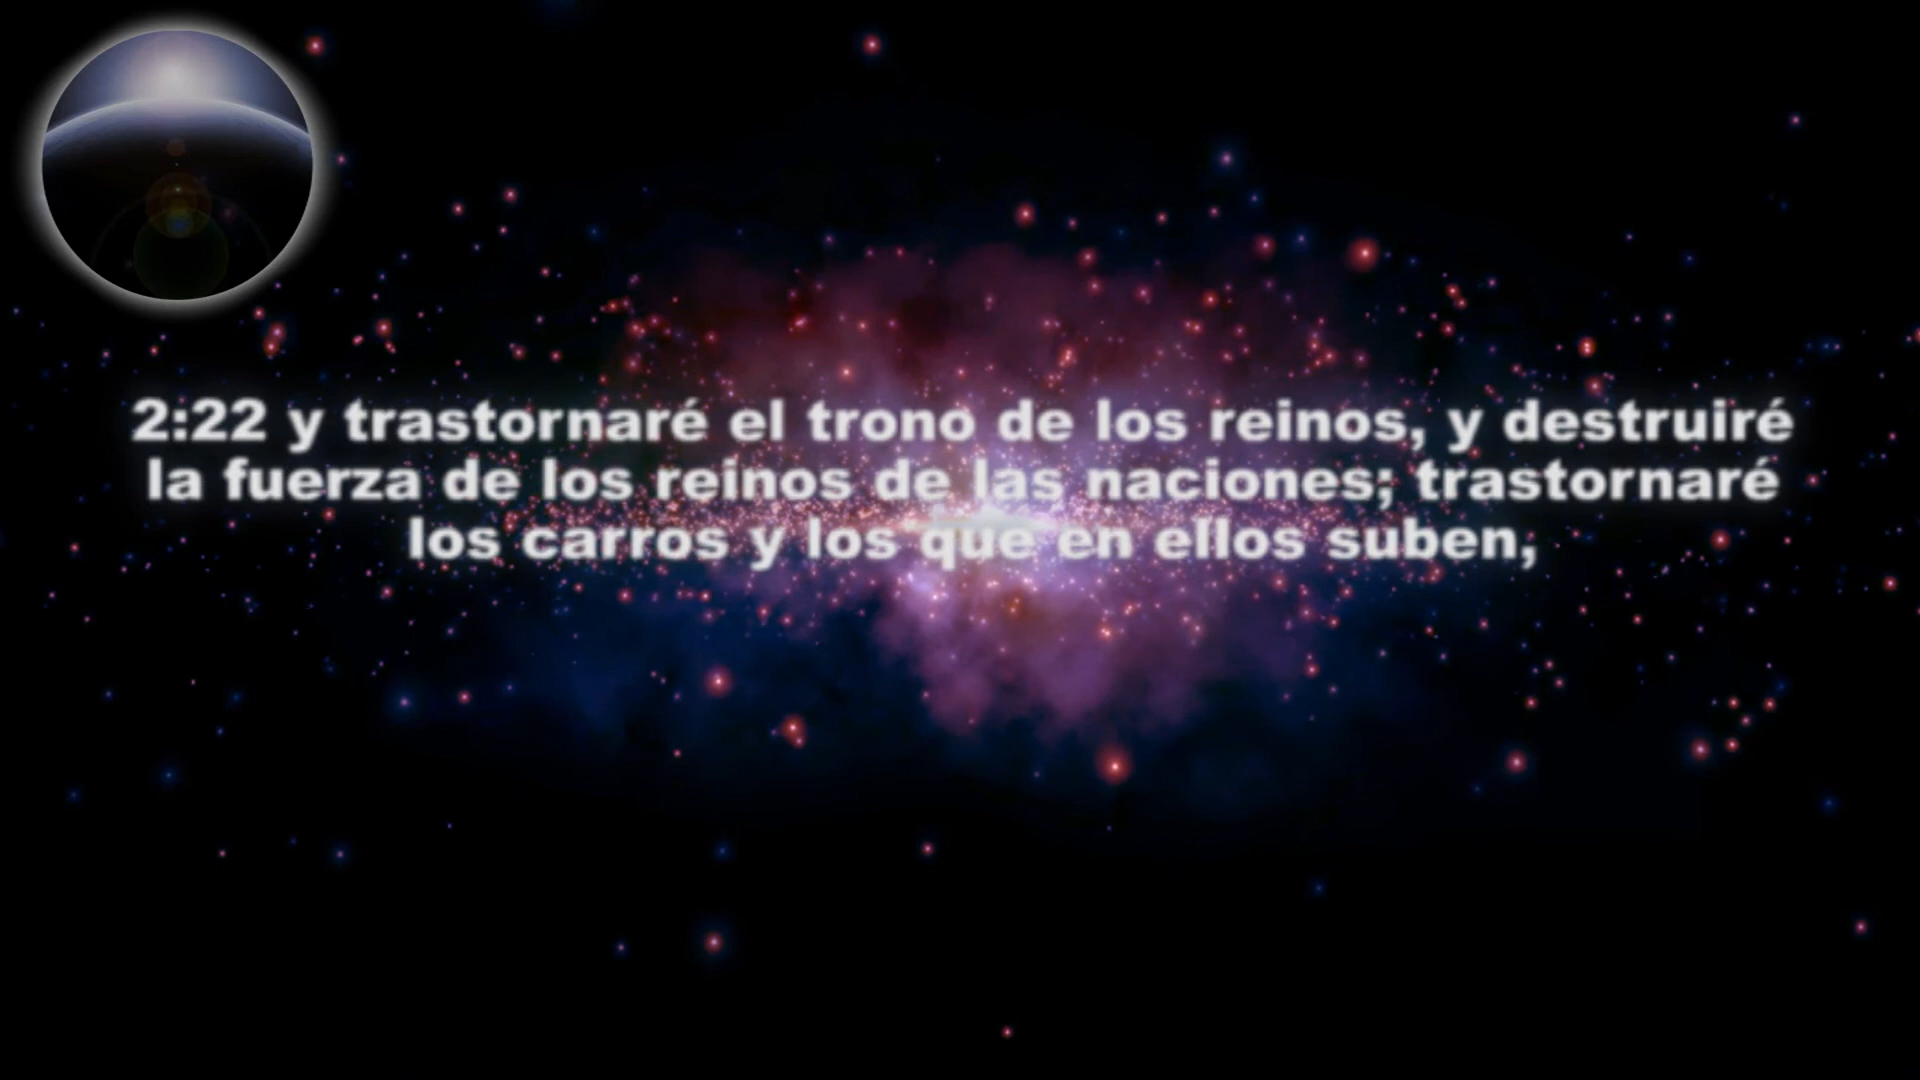 2:22 y trastornaré el trono de los reinos, y destruiré
la fuerza de los reinos de las naciones; trastornaré
los carros y los que en ellos suben,